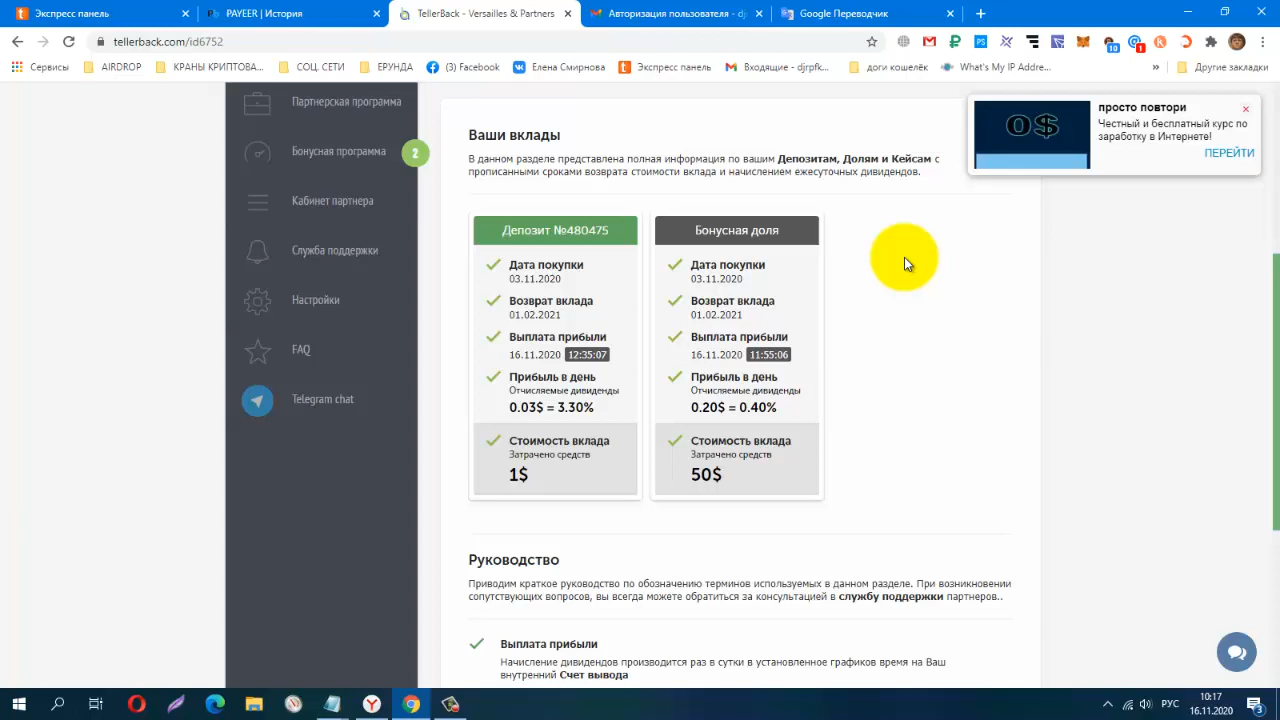 Экспресс панель
PAYEER | История
TellerBack - Versailles & Partners
Авторизация пользователя - dj
Google Переводчик
tellerback.com/id6752
10
1
Сервисы
AIRDROP
КРАНЫ КРИПТОВА...
СОЦ. СЕТИ
ЕРУНДА
(3) Facebook
Елена Смирнова
Экспресс панель
Входящие - djrpfk...
доги кошелёк
What's My IP Addre...
»
Другие закладки
Партнерская программа
Бонусная программа
2
Кабинет партнера
Служба поддержки
Настройки
FAQ
Telegram chat
Ваши вклады
В данном разделе представлена полная информация по вашим Депозитам, Долям и Кейсам с
прописанными сроками возврата стоимости вклада и начислением ежесуточных дивидендов.
0$
просто повтори
Честный и бесплатный курс по
заработку в Интернете!
ПЕРЕЙТИ
Депозит №480475
Дата покупки
03.11.2020
Возврат вклада
01.02.2021
Выплата прибыли
16.11.2020 12:35:07
Прибыль в день
Отчисляемые дивиденды
0.03$ = 3.30%
Стоимость вклада
Затрачено средств
1$
Бонусная доля
Дата покупки
03.11.2020
Возврат вклада
01.02.2021
Выплата прибыли
16.11.2020 11:55:06
Прибыль в день
Отчисляемые дивиденды
0.20$ = 0.40%
Стоимость вклада
Затрачено средств
50$
Руководство
Приводим краткое руководство по обозначению терминов используемых в данном разделе. При возникновении
сопутствующих вопросов, вы всегда можете обратиться за консультацией в службу поддержки партнеров..
Выплата прибыли
Начисление дивидендов производится раз в сутки в установленное графиков время на Ваш
внутренний Счет вывода
РУС
10:17
16.11.2020
3